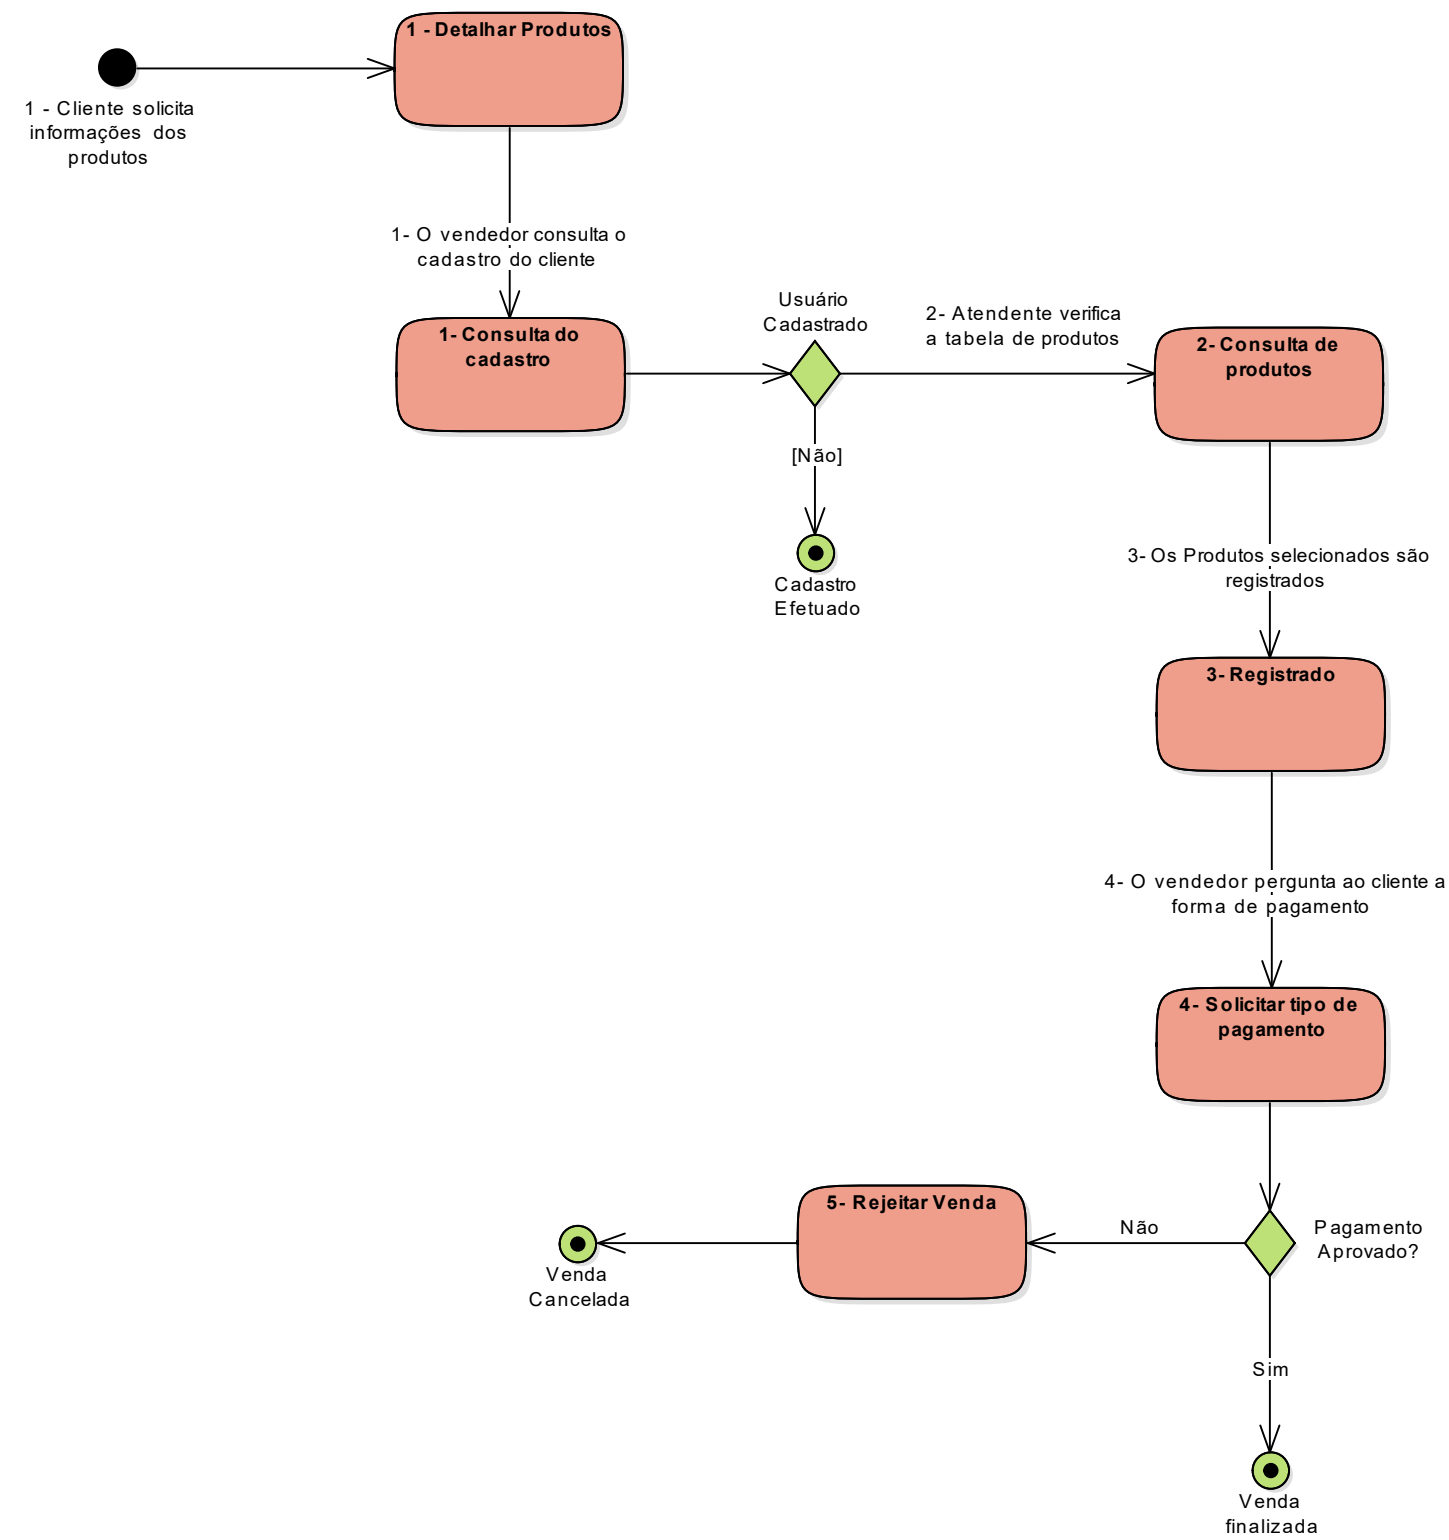 1 - Detalhar Produtos
1 - Cliente solicita
informações dos
produtos
1- O vendedor consulta o
cadastro do cliente
1- Consulta do
cadastro
Usuário
Cadastrado
2- Atendente verifica
a tabela de produtos
2- Consulta de
produtos
[Não]
Cadastro
Efetuado
3- Os Produtos selecionados são
registrados
3- Registrado
4- O vendedor pergunta ao cliente a
forma de pagamento
4- Solicitar tipo de
pagamento
5- Rejeitar Venda
Não
Pagamento
Aprovado?
Venda
Cancelada
Sim
Venda
finalizada